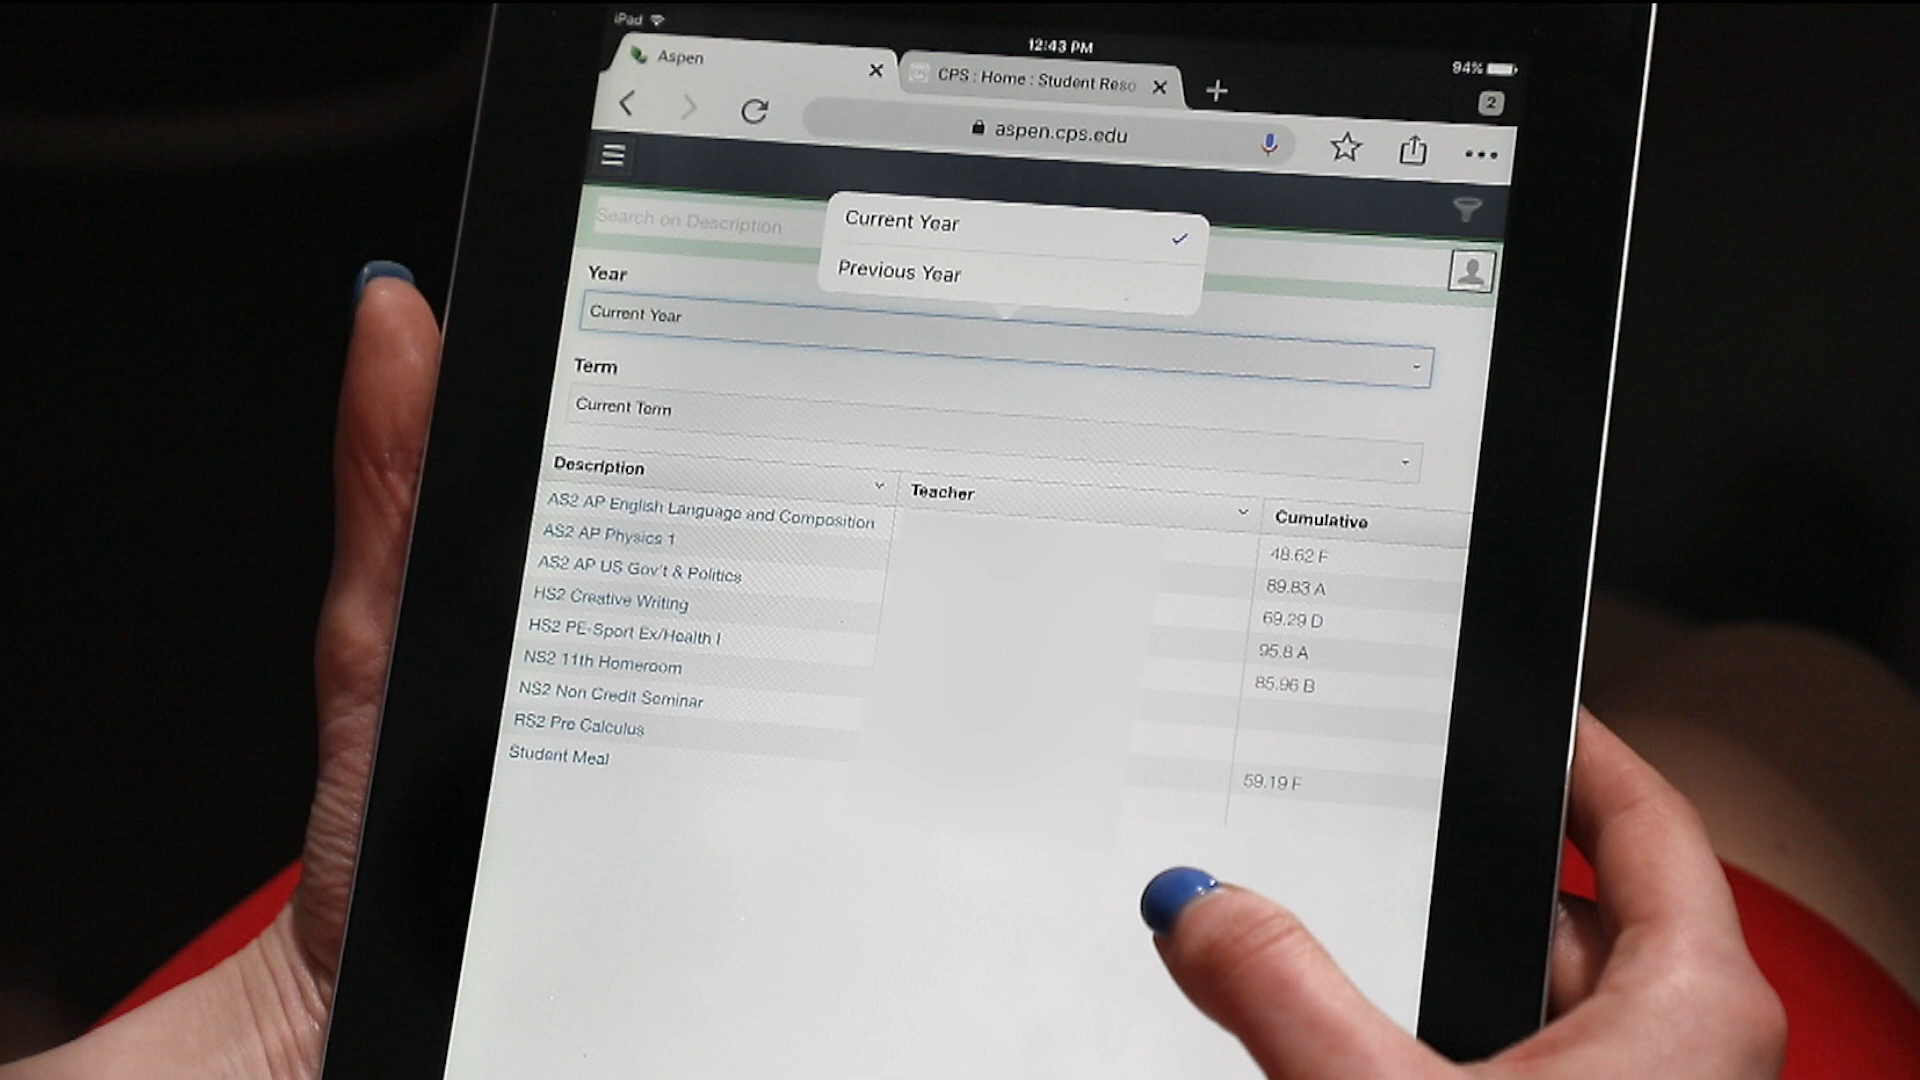 iPad
12:43 PM
94%
Aspen
CPS : Home : Student Reso
2
aspen.cps.edu
Search on Description
Current Year
Previous Year
Year
Current Year
Term
Current Term
Description Teacher Cumulative
AS2 AP English Language and Composition 48.62 F
AS2 AP Physics 1 89.83 A
AS2 AP US Gov't & Politics 69.29 D
HS2 Creative Writing 95.8 A
HS2 PE-Sport Ex/Health I 85.96 B
NS2 11th Homeroom
NS2 Non Credit Seminar
RS2 Pre Calculus 59.19 F
Student Meal